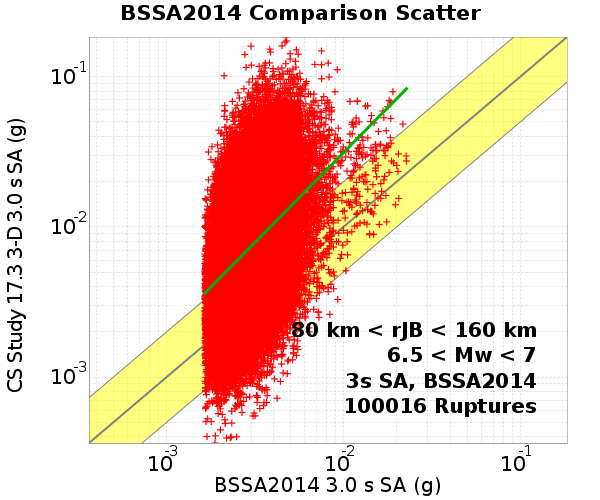 BSSA2014 Comparison Scatter
CS Study 17.3 3-D 3.0 s SA (g)
10-1
10-2
10-3
80 km < rJB < 160 km
6.5 < Mw < 7
3s SA, BSSA2014
100016 Ruptures
10-3
10-2
10-1
BSSA2014 3.0 s SA (g)